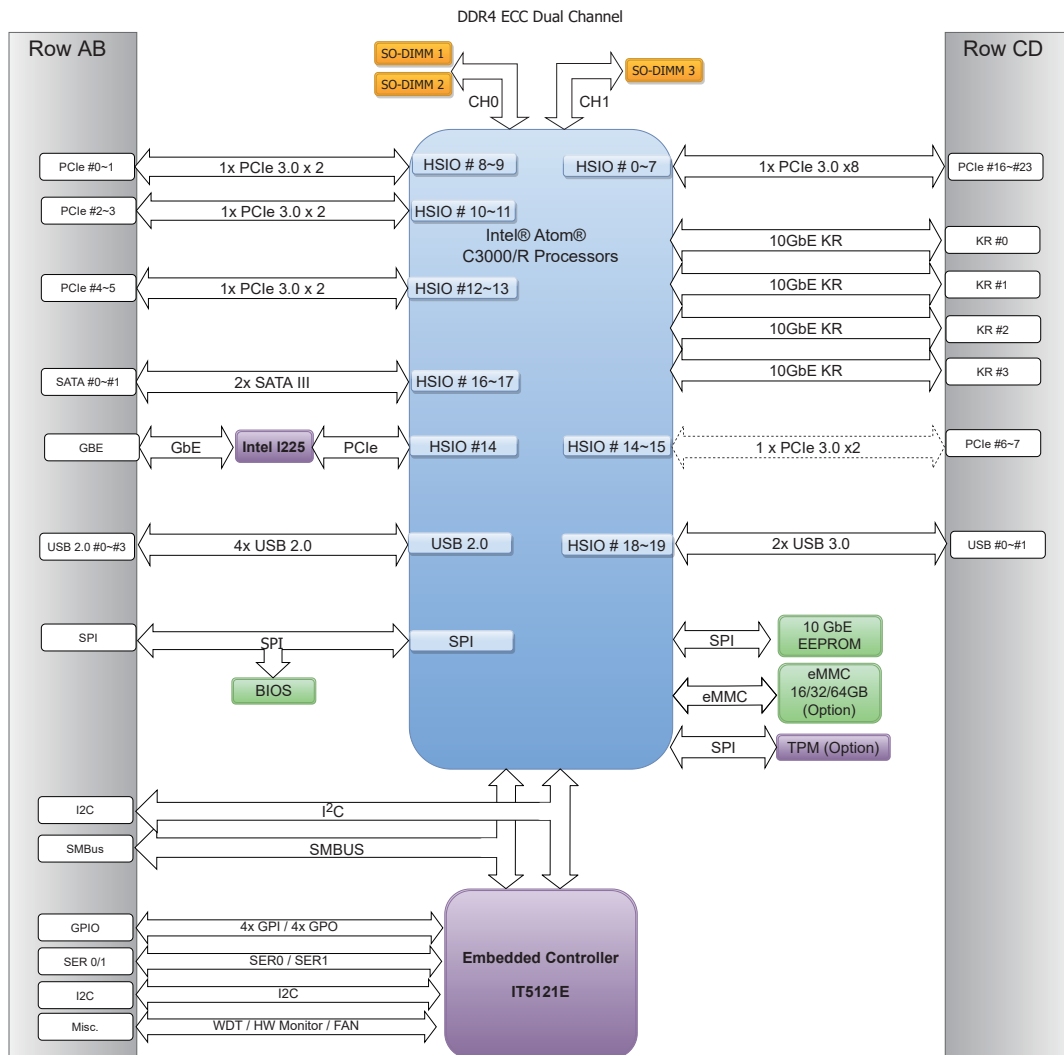 DDR4 ECC Dual Channel
Row AB
Row CD
SO-DIMM 1
SO-DIMM 2
SO-DIMM 3
CH0
CH1
PCIe #0~1
1x PCIe 3.0 x 2
HSIO # 8~9
HSIO # 0~7
1x PCIe 3.0 x8
PCIe #16~#23
PCIe #2~3
1x PCIe 3.0 x 2
HSIO # 10~11
Intel® Atom®
C3000/R Processors
10GbE KR
KR #0
PCIe #4~5
1x PCIe 3.0 x 2
HSIO #12~13
10GbE KR
KR #1
10GbE KR
KR #2
10GbE KR
KR #3
SATA #0~#1
2x SATA III
HSIO # 16~17
GBE
GbE
Intel I225
PCIe
HSIO #14
HSIO # 14~15
1 x PCIe 3.0 x2
PCIe #6~7
USB 2.0 #0~#3
4x USB 2.0
USB 2.0
HSIO # 18~19
2x USB 3.0
USB #0~#1
SPI
SPI
SPI
BIOS
SPI
10 GbE
EEPROM
eMMC
eMMC
16/32/64GB
(Option)
SPI
TPM (Option)
I2C
I²C
SMBus
SMBUS
GPIO
4x GPI / 4x GPO
SER 0/1
SER0 / SER1
I2C
I2C
Misc.
WDT / HW Monitor / FAN
Embedded Controller
IT5121E